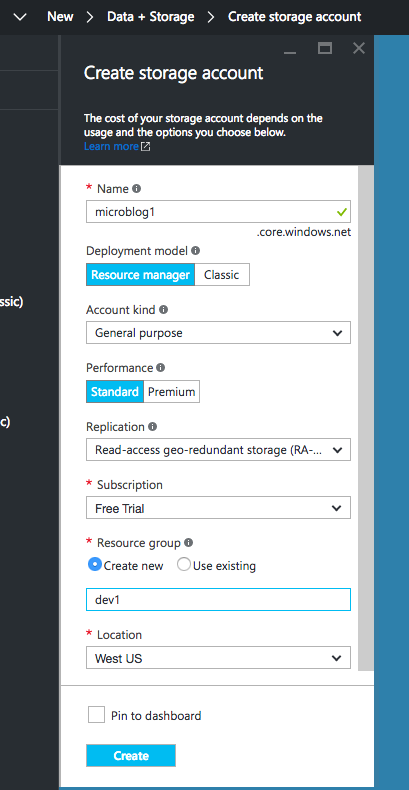 New > Data + Storage > Create storage account
Create storage account
The cost of your storage account depends on the
usage and the options you choose below.
Learn more
* Name
microblog1
.core.windows.net
Deployment model
Resource manager Classic
Account kind
General purpose
Performance
Standard Premium
Replication
Read-access geo-redundant storage (RA-...
* Subscription
Free Trial
ssic)
* Resource group
Create new Use existing
c)
dev1
* Location
West US
Pin to dashboard
Create